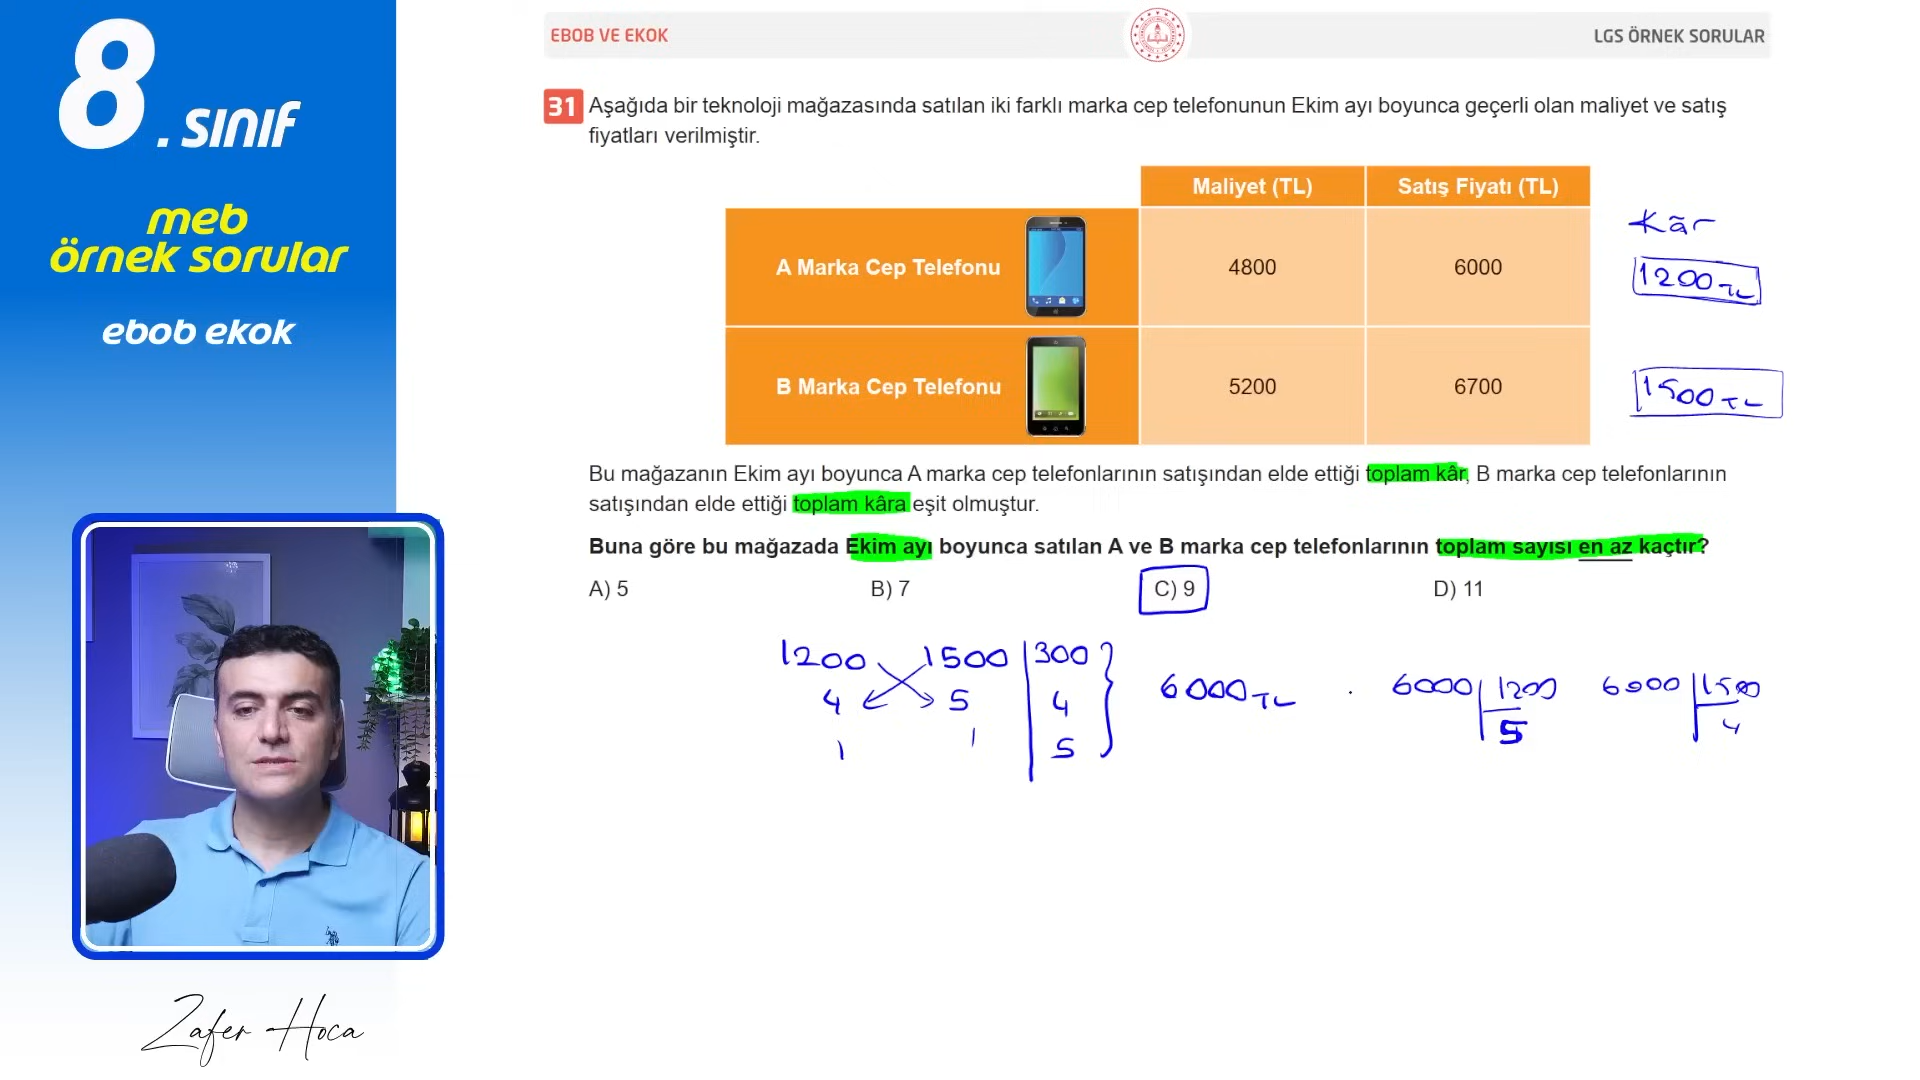 8. sınıf
meb
örnek sorular
ebob ekok
Zafer Hoca
EBOB VE EKOK
LGS ÖRNEK SORULAR
31 Aşağıda bir teknoloji mağazasında satılan iki farklı marka cep telefonunun Ekim ayı boyunca geçerli olan maliyet ve satış
fiyatları verilmiştir.
Maliyet (TL) Satış Fiyatı (TL)
Kâr
A Marka Cep Telefonu 4800 6000 1200 TL
B Marka Cep Telefonu 5200 6700 1500 TL
Bu mağazanın Ekim ayı boyunca A marka cep telefonlarının satışından elde ettiği toplam kâr, B marka cep telefonlarının
satışından elde ettiği toplam kâra eşit olmuştur.
Buna göre bu mağazada Ekim ayı boyunca satılan A ve B marka cep telefonlarının toplam sayısı en az kaçtır?
A) 5 B) 7 C) 9 D) 11
1200 1500 300
4 5 4
1 1 5
6000 TL
6000 1200
5
6000 1500
4